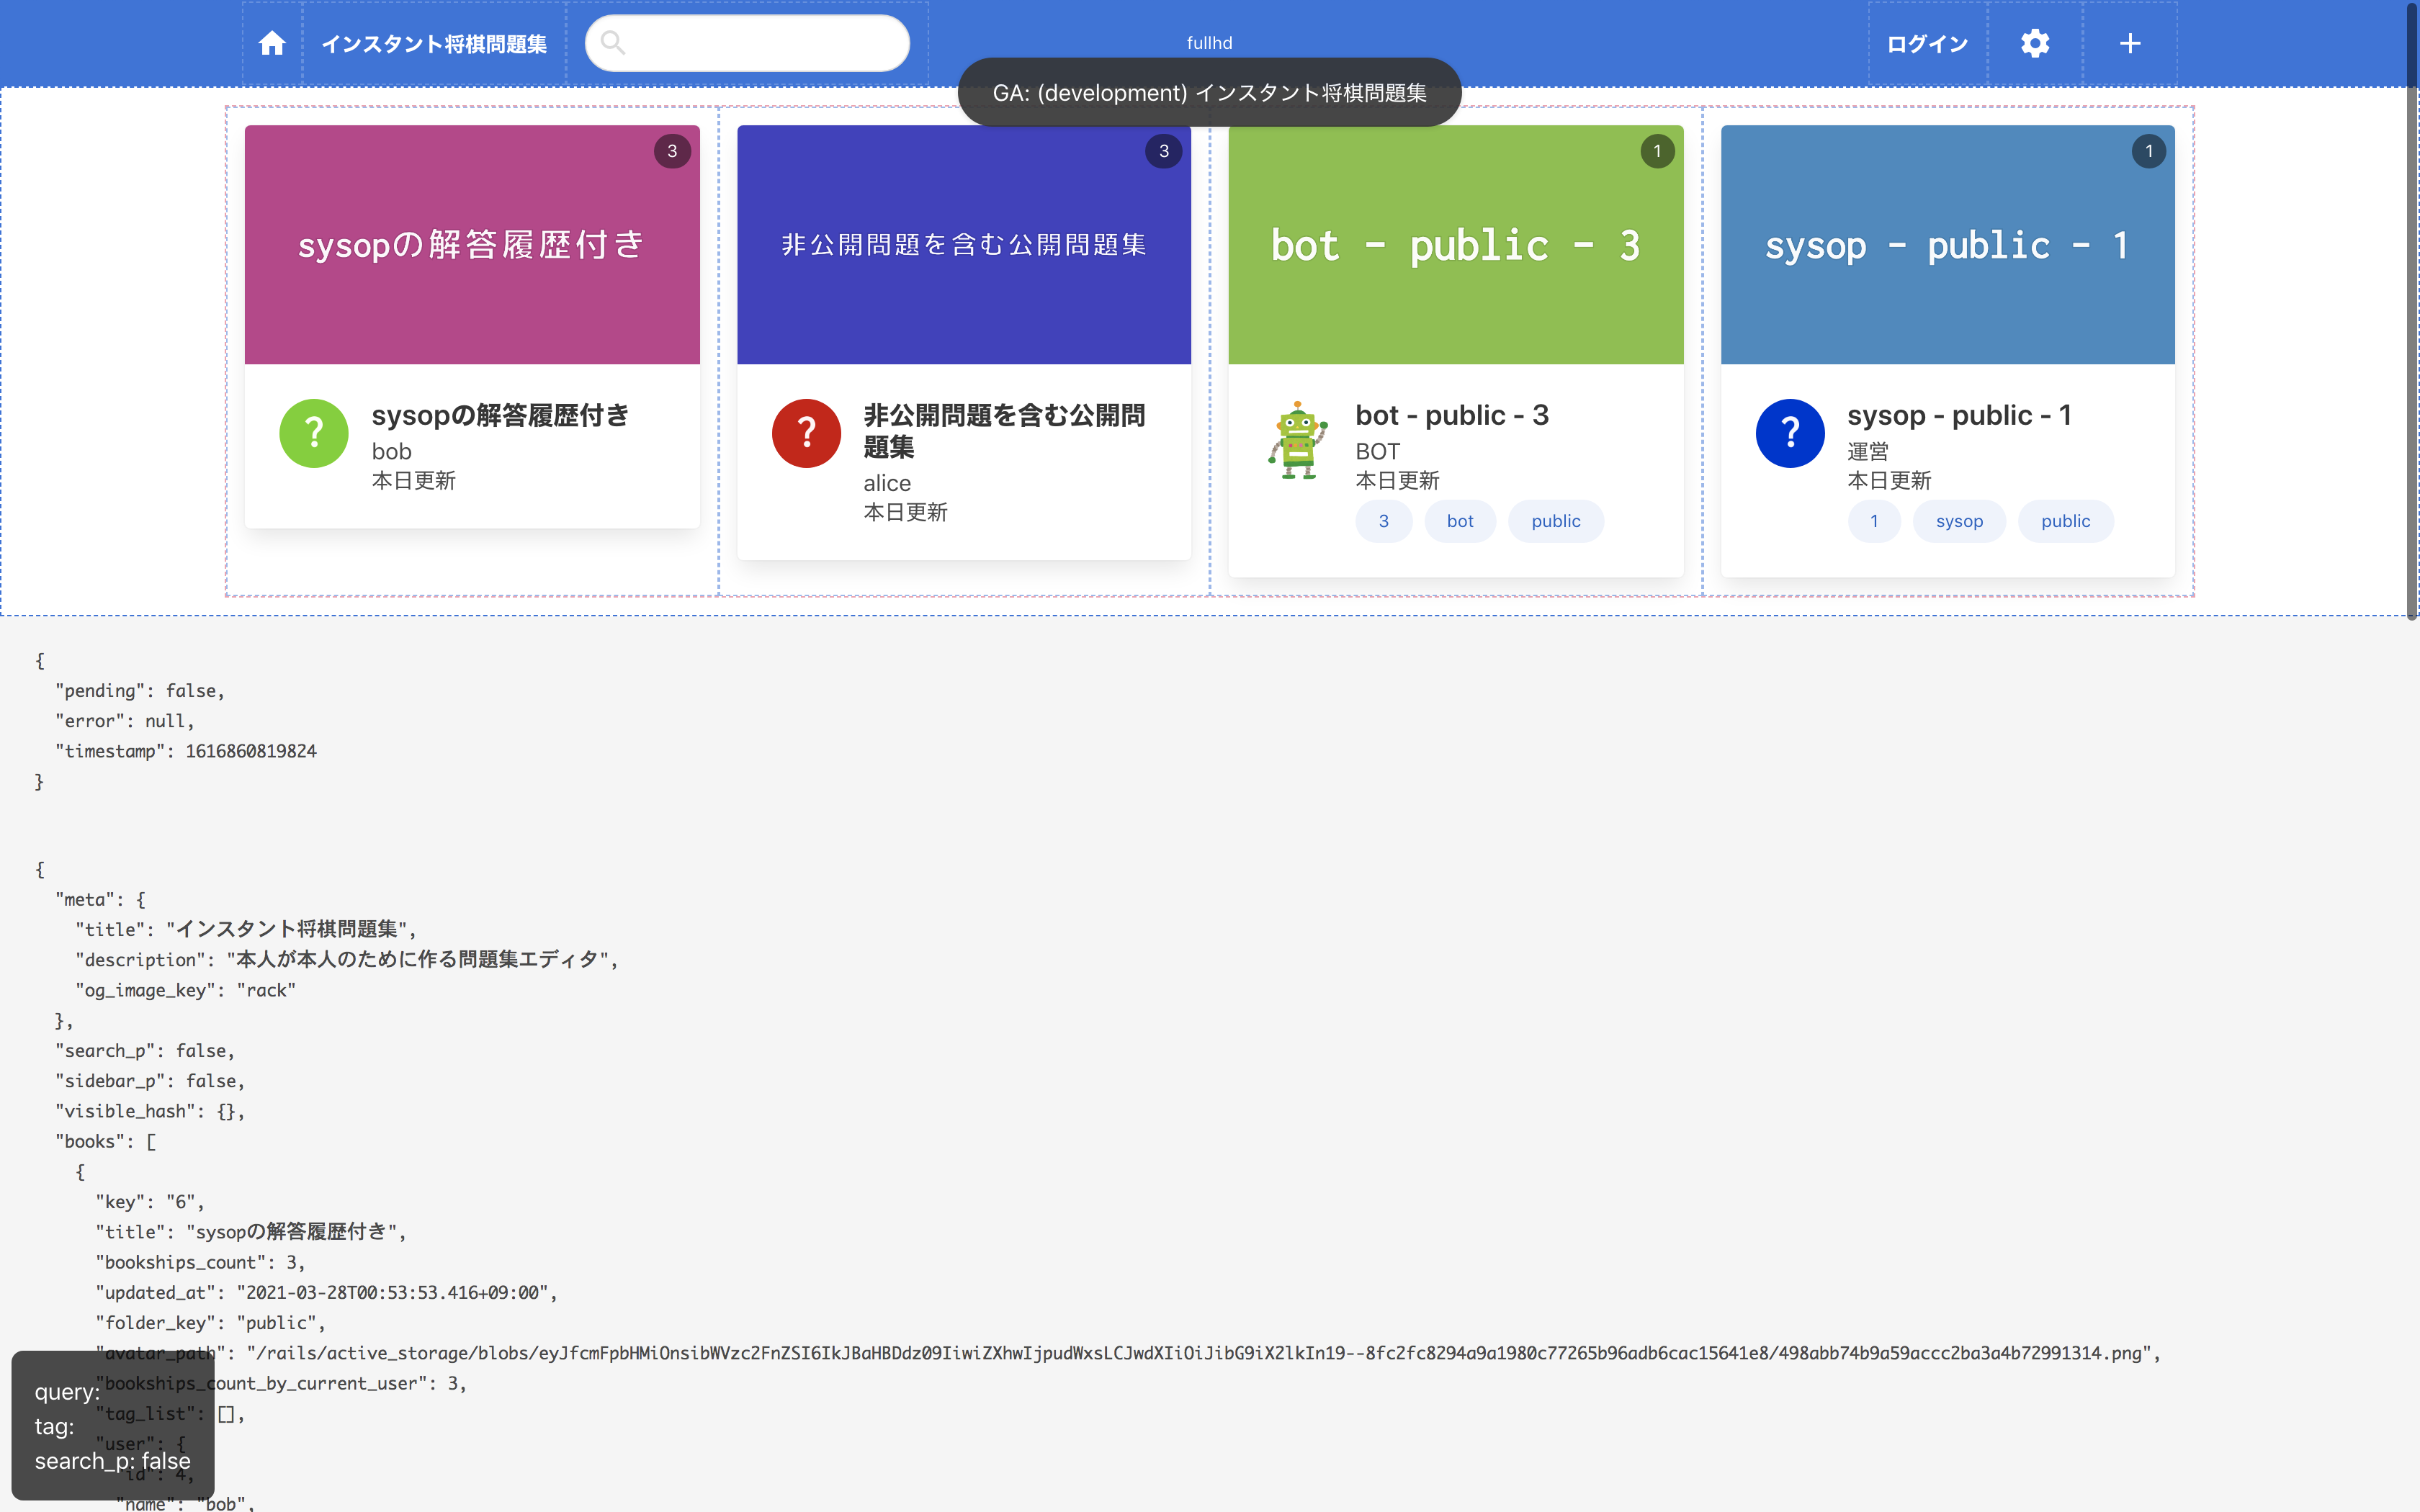 インスタント将棋問題集
fullhd
ログイン
GA: (development) インスタント将棋問題集
3
sysopの解答履歴付き
?
sysopの解答履歴付き
bob
本日更新
3
非公開問題を含む公開問題集
?
非公開問題を含む公開問
題集
alice
本日更新
1
bot - public - 3
bot - public - 3
BOT
本日更新
3 bot public
1
sysop - public - 1
?
sysop - public - 1
運営
本日更新
1 sysop public
{
"pending": false,
"error": null,
"timestamp": 1616860819824
}
{
"meta": {
"title": "インスタント将棋問題集",
"description": "本人が本人のために作る問題集エディタ",
"og_image_key": "rack"
},
"search_p": false,
"sidebar_p": false,
"visible_hash": {},
"books": [
{
"key": "6",
"title": "sysopの解答履歴付き",
"bookships_count": 3,
"updated_at": "2021-03-28T00:53:53.416+09:00",
"folder_key": "public",
"avatar_path": "/rails/active_storage/blobs/eyJfcmFpbHMiOnsibWVzc2FnZSI6IkJBaHBDdz09IiwiZXhwIjpudWxsLCJwdXIiOiJibG9iX2lkIn19--8fc2fc8294a9a1980c77265b96adb6cac15641e8/498abb74b9a59accc2ba3a4b72991314.png",
"bookships_count_by_current_user": 3,
"tag_list": [],
"user": {
"id": 4,
"name": "bob",
query:
tag:
search_p: false